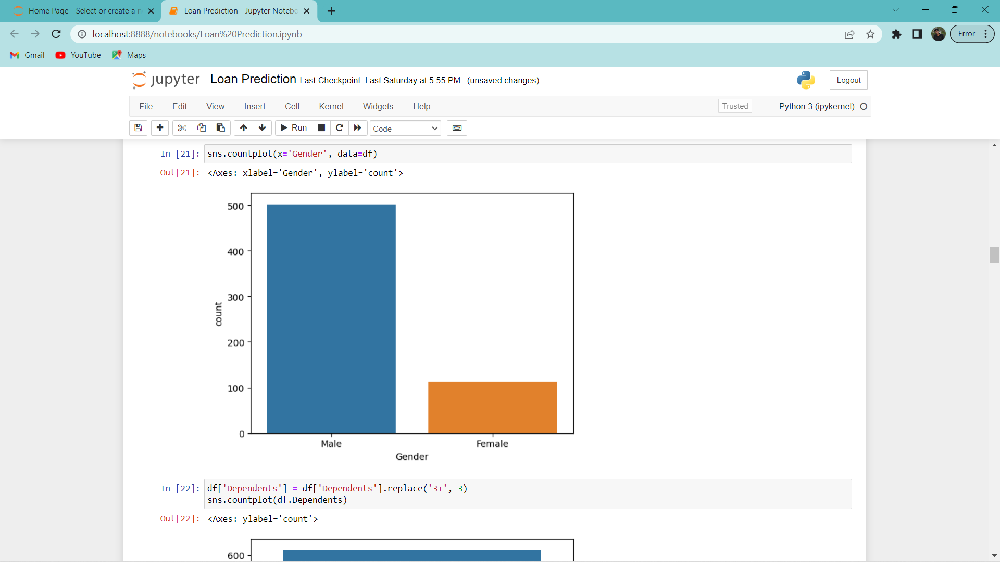 Home Page - Select or create a n
Loan Prediction - Jupyter Notebo
localhost:8888/notebooks/Loan%20Prediction.ipynb
Error
Gmail
YouTube
Maps
jupyter
Loan Prediction Last Checkpoint: Last Saturday at 5:55 PM (unsaved changes)
Logout
File Edit View Insert Cell Kernel Widgets Help
Trusted
Python 3 (ipykernel)
Run
Code
In [21]: sns.countplot(x='Gender', data=df)
Out[21]: <Axes: xlabel='Gender', ylabel='count'>
500
400
300
200
100
0
count
Male
Female
Gender
In [22]: df['Dependents'] = df['Dependents'].replace('3+', 3)
sns.countplot(df.Dependents)
Out[22]: <Axes: ylabel='count'>
600